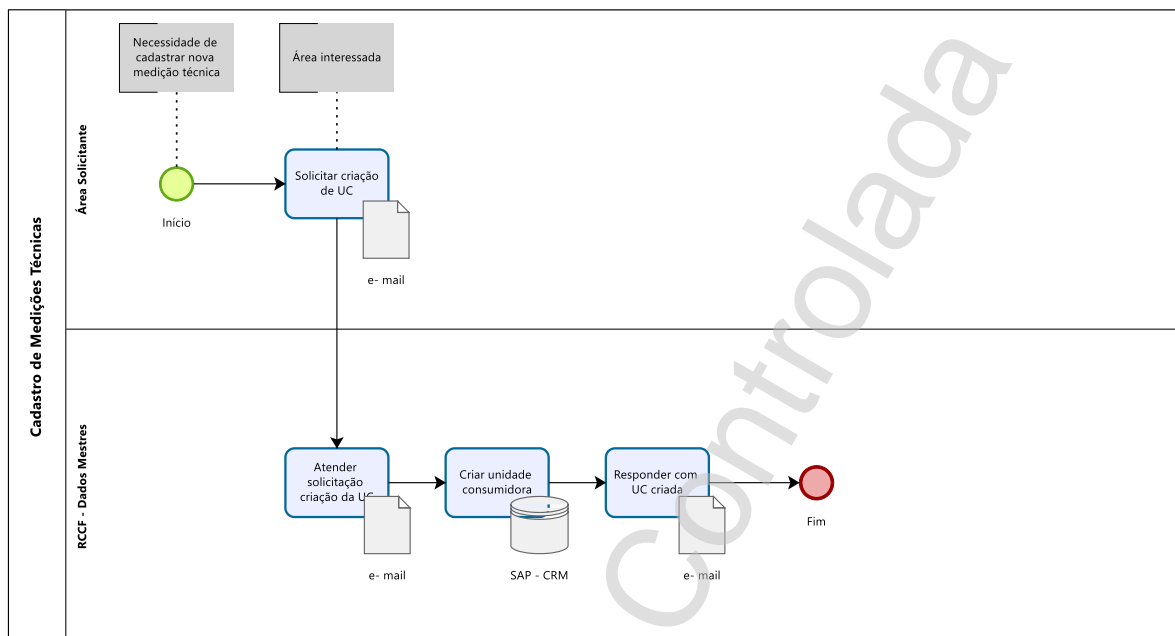 Cadastro de Medições Técnicas
Área Solicitante
Necessidade de
cadastrar nova
medição técnica
Área interessada
Início
Solicitar criação
de UC
e- mail
RCCF - Dados Mestres
Atender
solicitação
criação da UC
e- mail
Criar unidade
consumidora
SAP - CRM
Responder com
UC criada
e- mail
Fim
Controlada